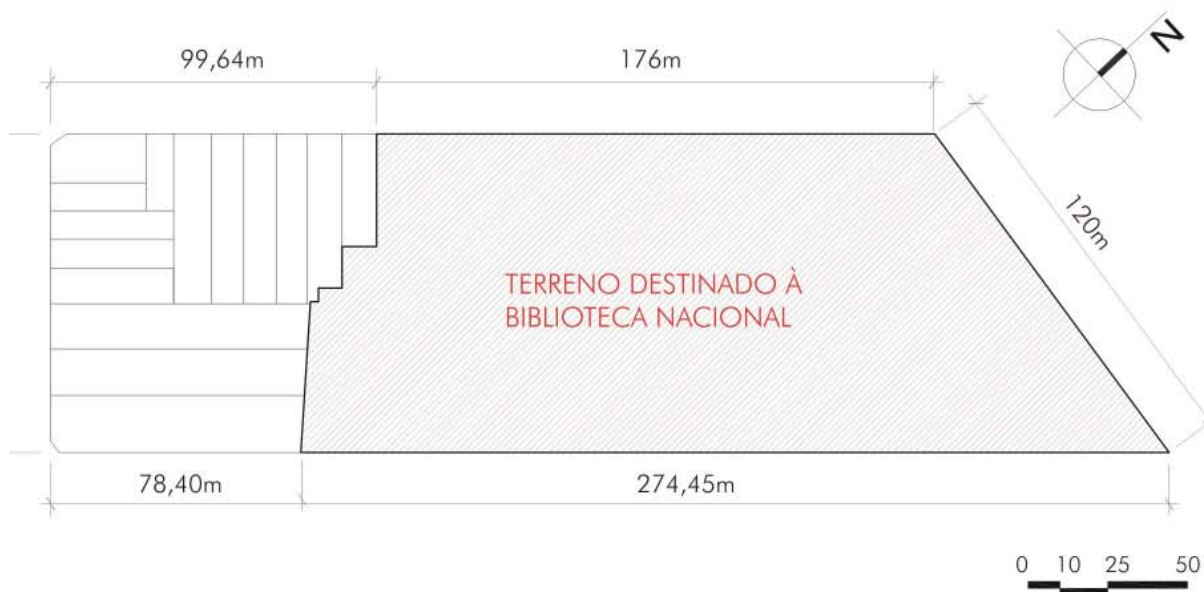 99,64m
176m
N
120m
TERRENO DESTINADO À
BIBLIOTECA NACIONAL
78,40m
274,45m
0 10 25 50